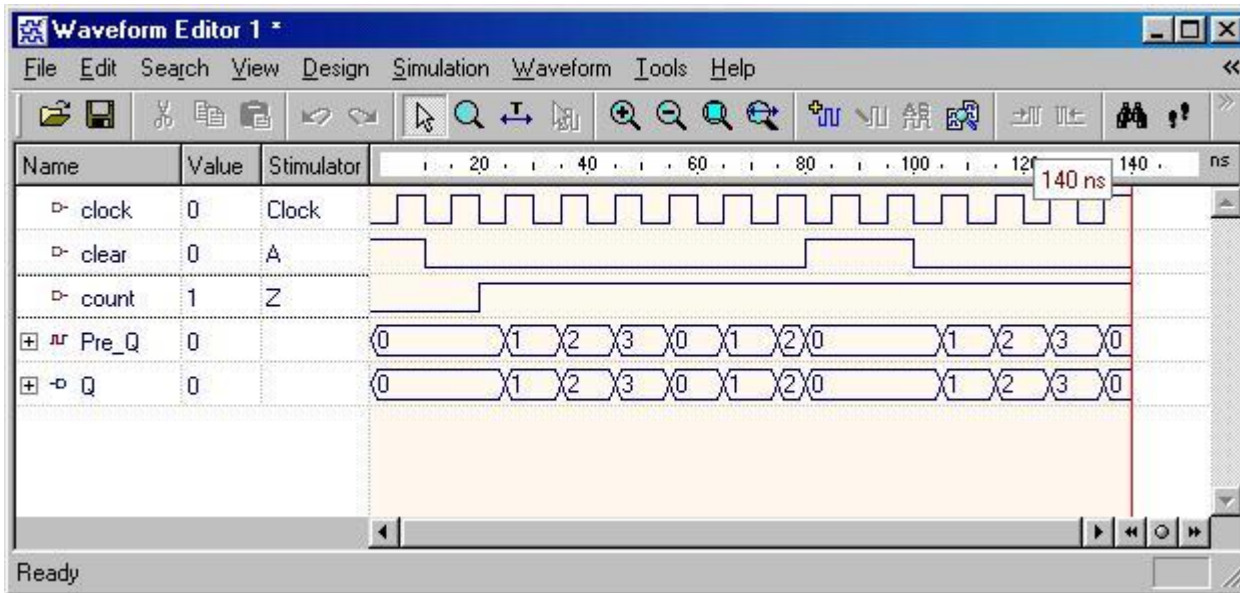 Waveform Editor 1 *
File Edit Search View Design Simulation Waveform Tools Help
Name Value Stimulator 20 40 60 80 100 120 140 ns
140 ns
clock 0 Clock
clear 0 A
count 1 Z
Pre_Q 0 0 1 2 3 0 1 2 0 1 2 3 0
Q 0 0 1 2 3 0 1 2 0 1 2 3 0
Ready